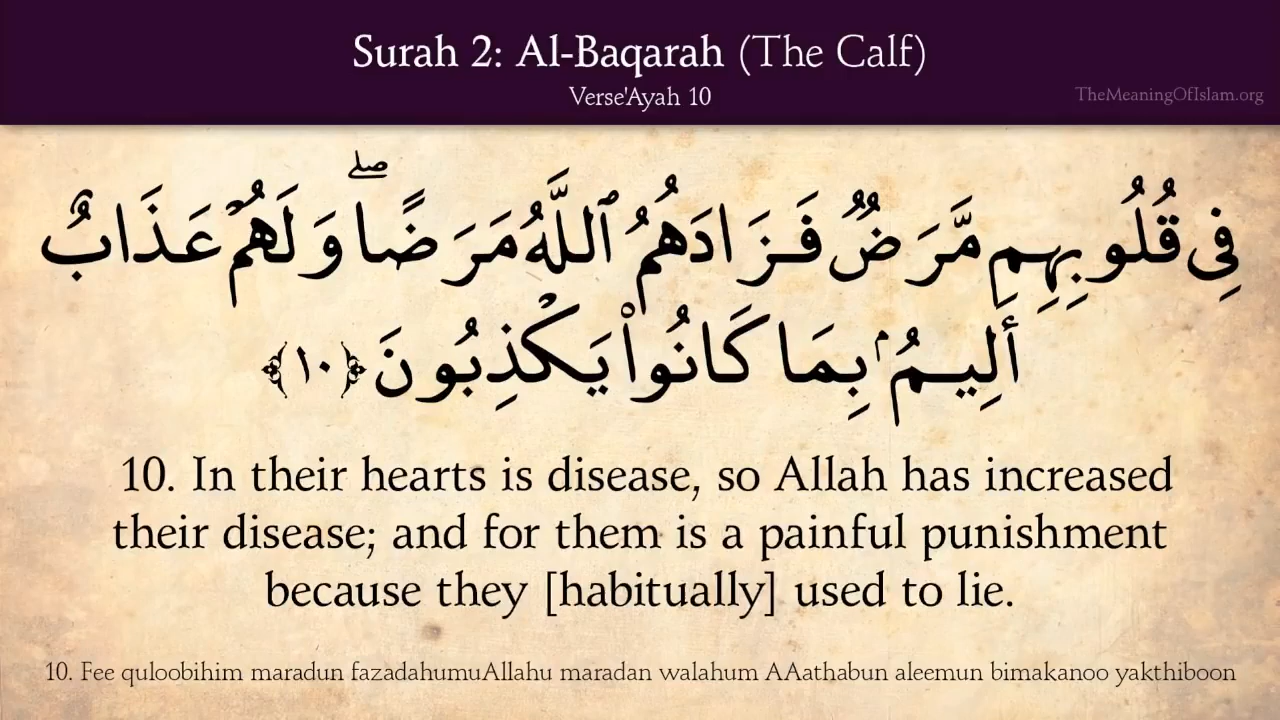 Surah 2: Al-Baqarah (The Calf)
Verse'Ayah 10
TheMeaningOfIslam.org
فِى قُلُوبِهِم مَّرَضٌ فَزَادَهُمُ ٱللَّهُ مَرَضًا ۖ وَلَهُمْ عَذَابٌ
أَلِيمٌۢ بِمَا كَانُوا۟ يَكْذِبُونَ ﴿١٠﴾
10. In their hearts is disease, so Allah has increased
their disease; and for them is a painful punishment
because they [habitually] used to lie.
10. Fee quloobihim maradun fazadahumuAllahu maradan walahum AAathabun aleemun bimakanoo yakthiboon